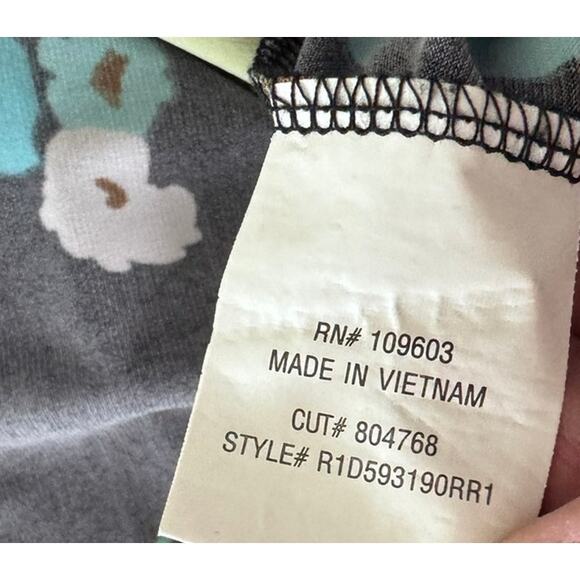 RN# 109603
MADE IN VIETNAM
CUT# 804768
STYLE# R1D593190RR1